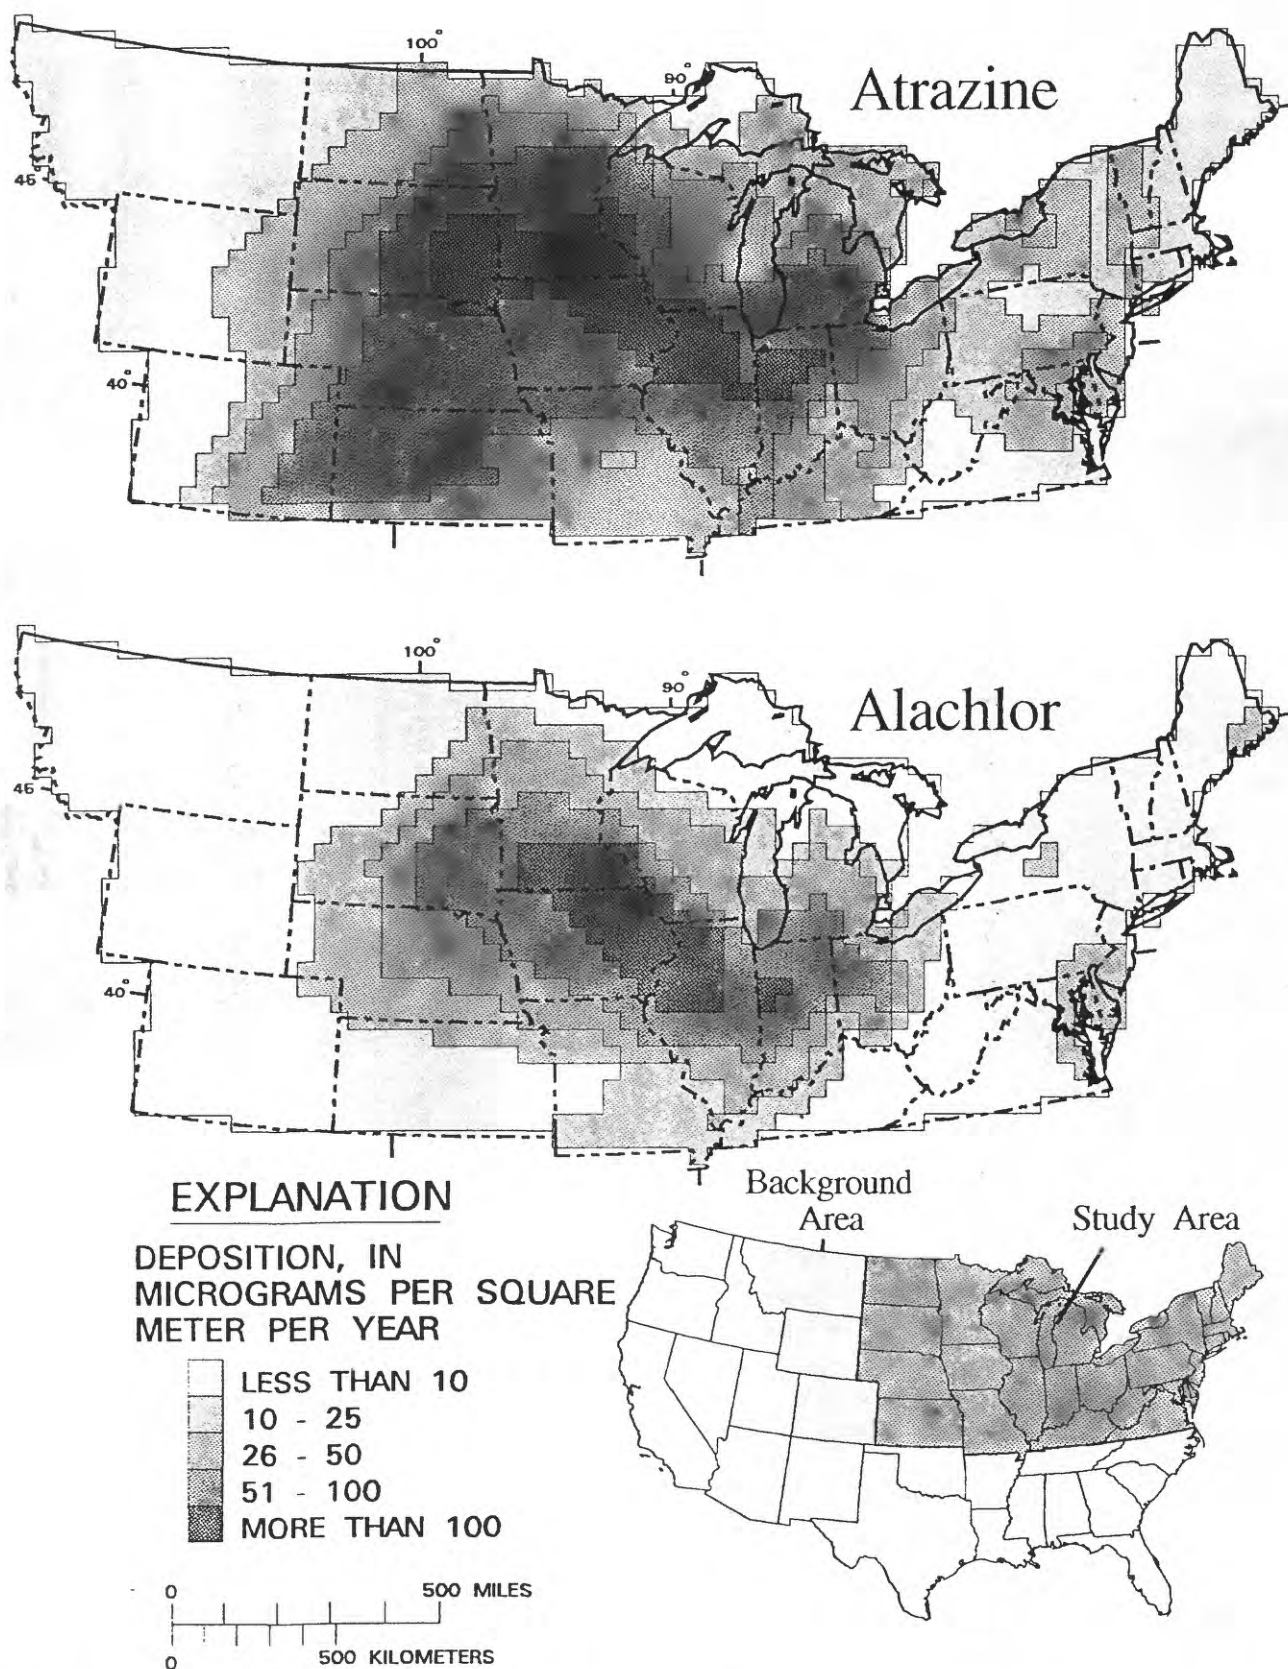 100°
90°
Atrazine
45°
40°
100°
90°
Alachlor
45
40°
EXPLANATION
DEPOSITION, IN
MICROGRAMS PER SQUARE
METER PER YEAR
LESS THAN 10
10 - 25
26 - 50
51 - 100
MORE THAN 100
0 500 MILES
0 500 KILOMETERS
Background
Area
Study Area